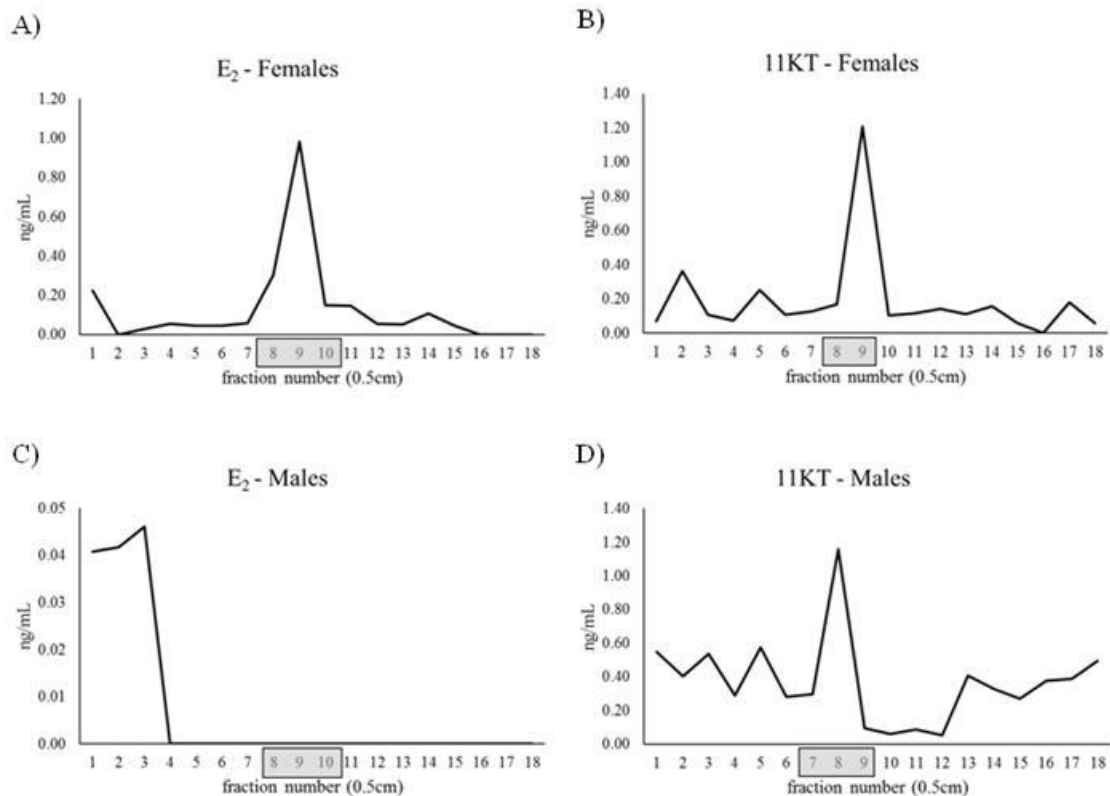 A)
E₂ - Females
1.20
1.00
0.80
0.60
0.40
0.20
0.00
ng/mL
1 2 3 4 5 6 7 8 9 10 11 12 13 14 15 16 17 18
fraction number (0.5cm)
B)
11KT - Females
1.40
1.20
1.00
0.80
0.60
0.40
0.20
0.00
ng/mL
1 2 3 4 5 6 7 8 9 10 11 12 13 14 15 16 17 18
fraction number (0.5cm)
C)
E₂ - Males
0.05
0.04
0.03
0.02
0.01
0.00
ng/mL
1 2 3 4 5 6 7 8 9 10 11 12 13 14 15 16 17 18
fraction number (0.5cm)
D)
11KT - Males
1.40
1.20
1.00
0.80
0.60
0.40
0.20
0.00
ng/mL
1 2 3 4 5 6 7 8 9 10 11 12 13 14 15 16 17 18
fraction number (0.5cm)